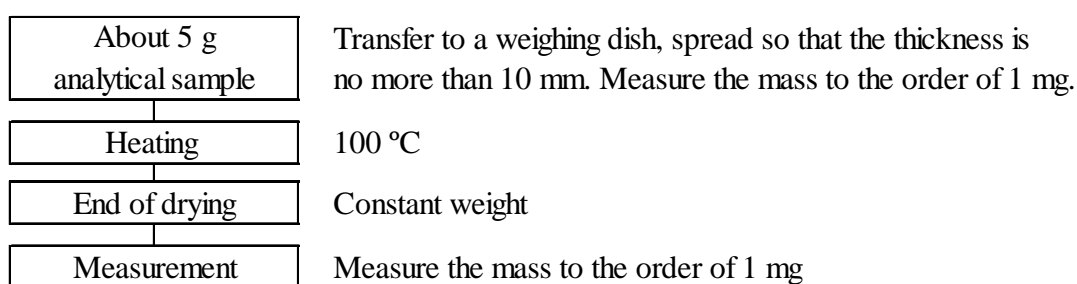 About 5 g
analytical sample
Transfer to a weighing dish, spread so that the thickness is
no more than 10 mm. Measure the mass to the order of 1 mg.
Heating
100 ºC
End of drying
Constant weight
Measurement
Measure the mass to the order of 1 mg